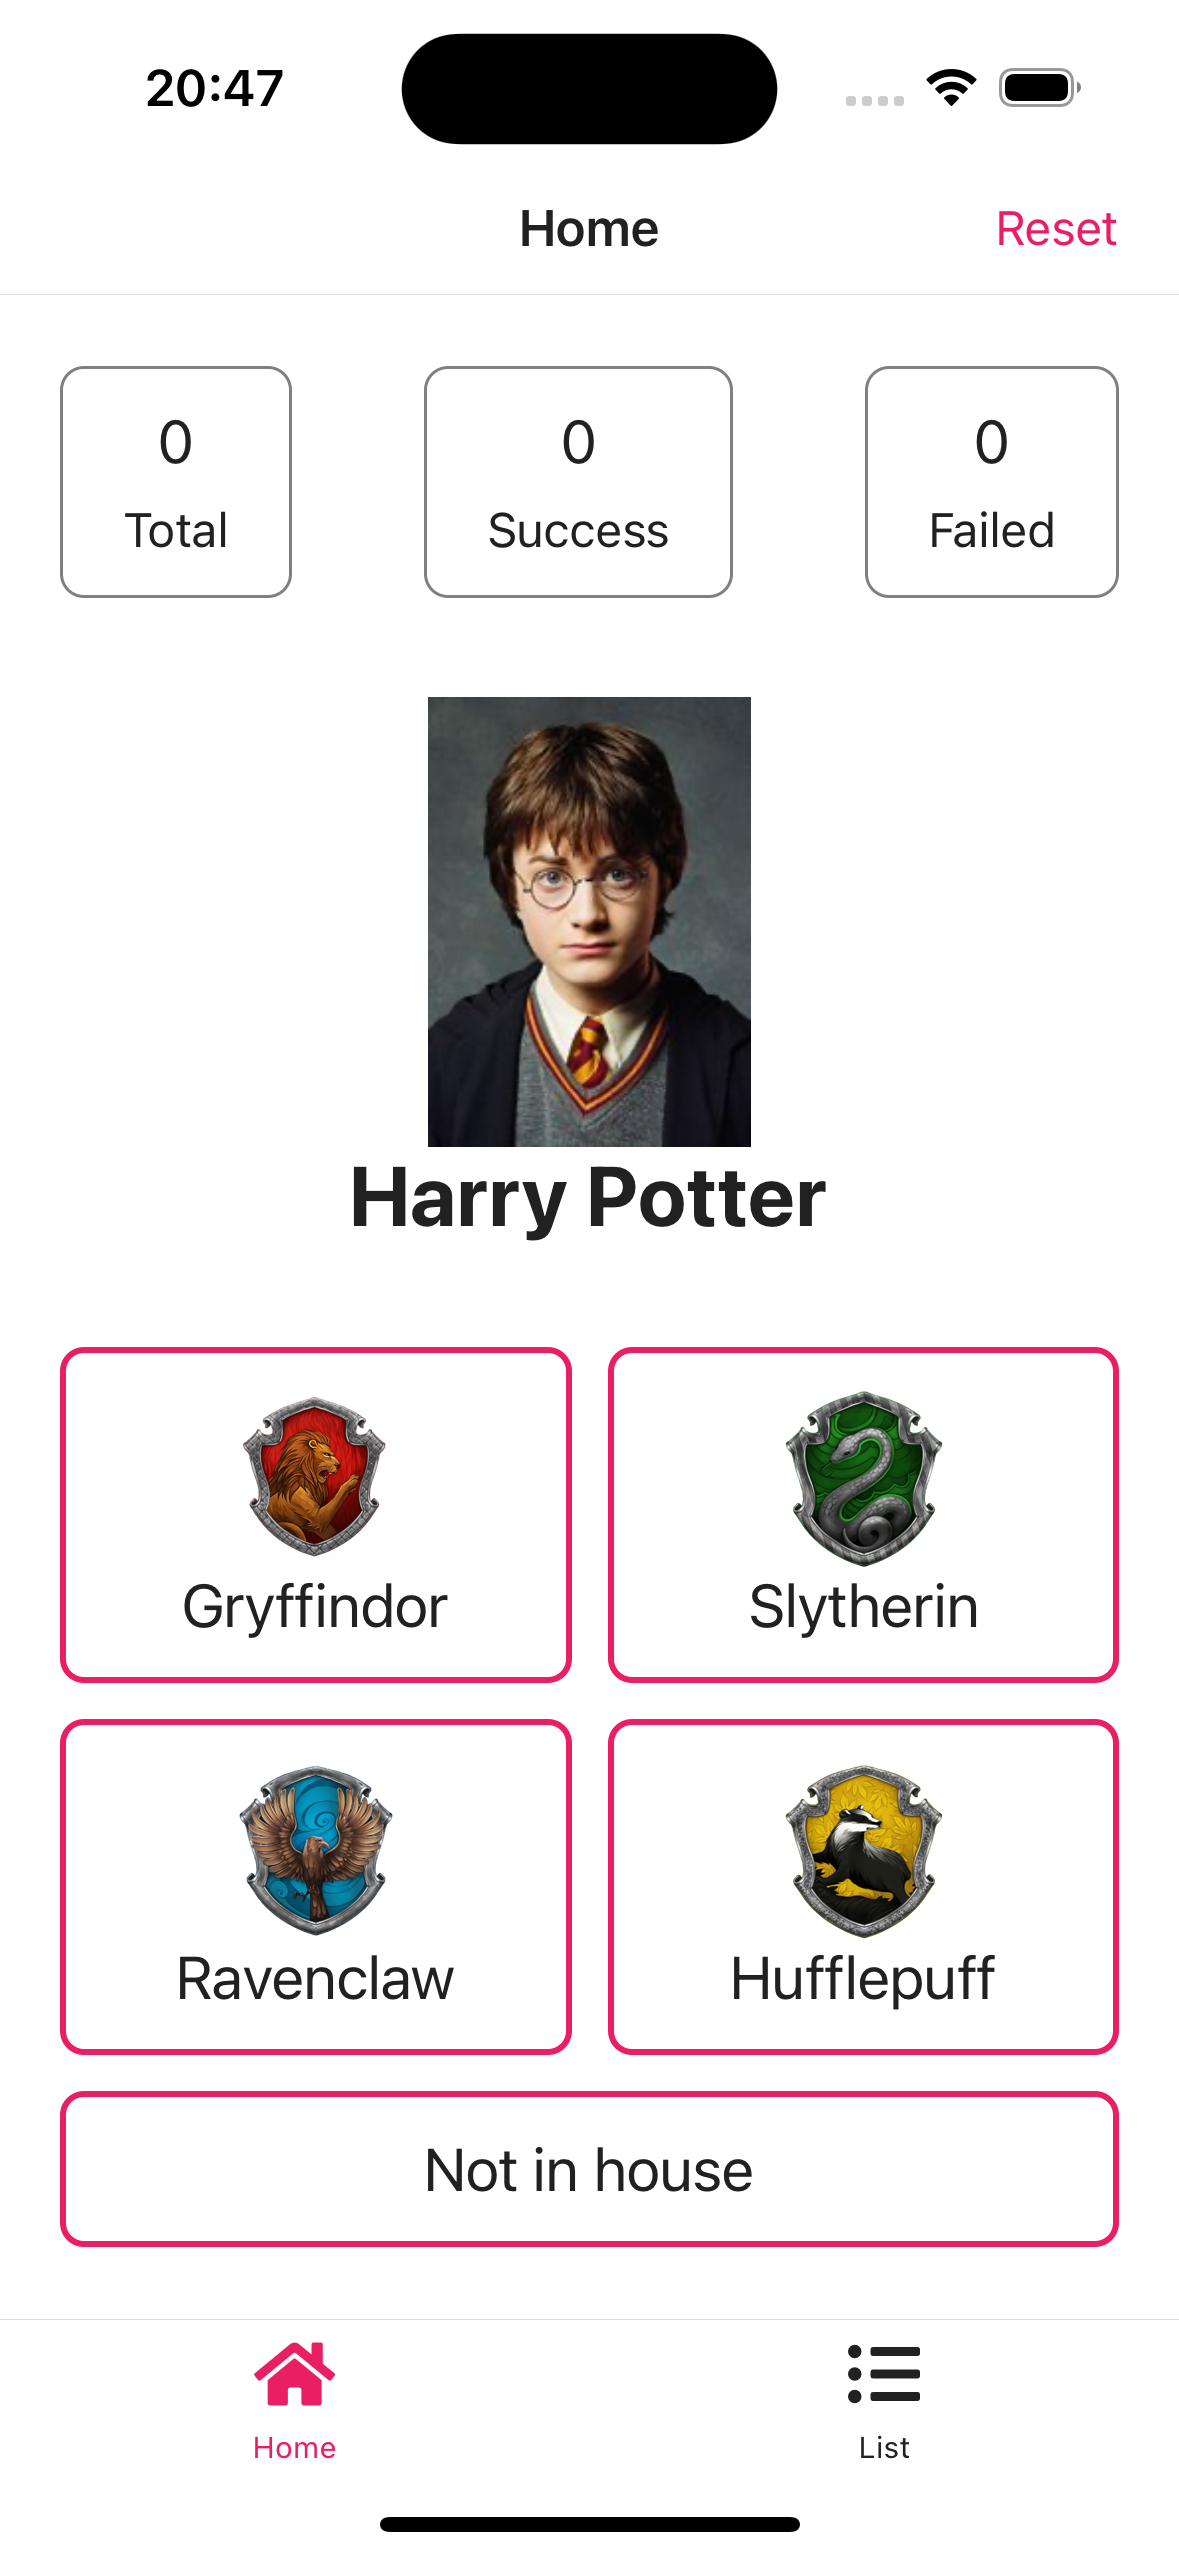 20:47
Home
Reset
0
Total
0
Success
0
Failed
Harry Potter
Gryffindor
Slytherin
Ravenclaw
Hufflepuff
Not in house
Home
List